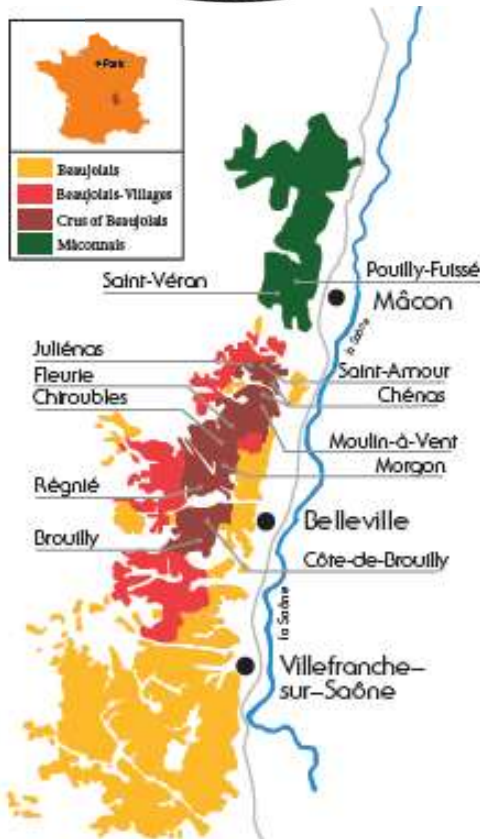 Paris
Beaujolais
Beaujolais-Villages
Crus of Beaujolais
Mâconnais
Saint-Véran
Pouilly-Fuissé
Mâcon
la Saône
Juliénas
Fleurie
Chiroubles
Saint-Amour
Chénas
Moulin-à-Vent
Morgon
Régnié
Brouilly
Belleville
Côte-de-Brouilly
la Saône
Villefranche-
sur-Saône